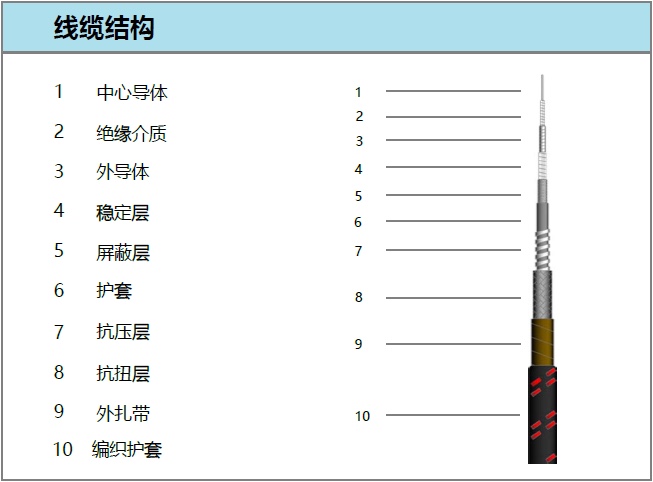 线缆结构
1 中心导体
2 绝缘介质
3 外导体
4 稳定层
5 屏蔽层
6 护套
7 抗压层
8 抗扭层
9 外扎带
10 编织护套
1
2
3
4
5
6
7
8
9
10